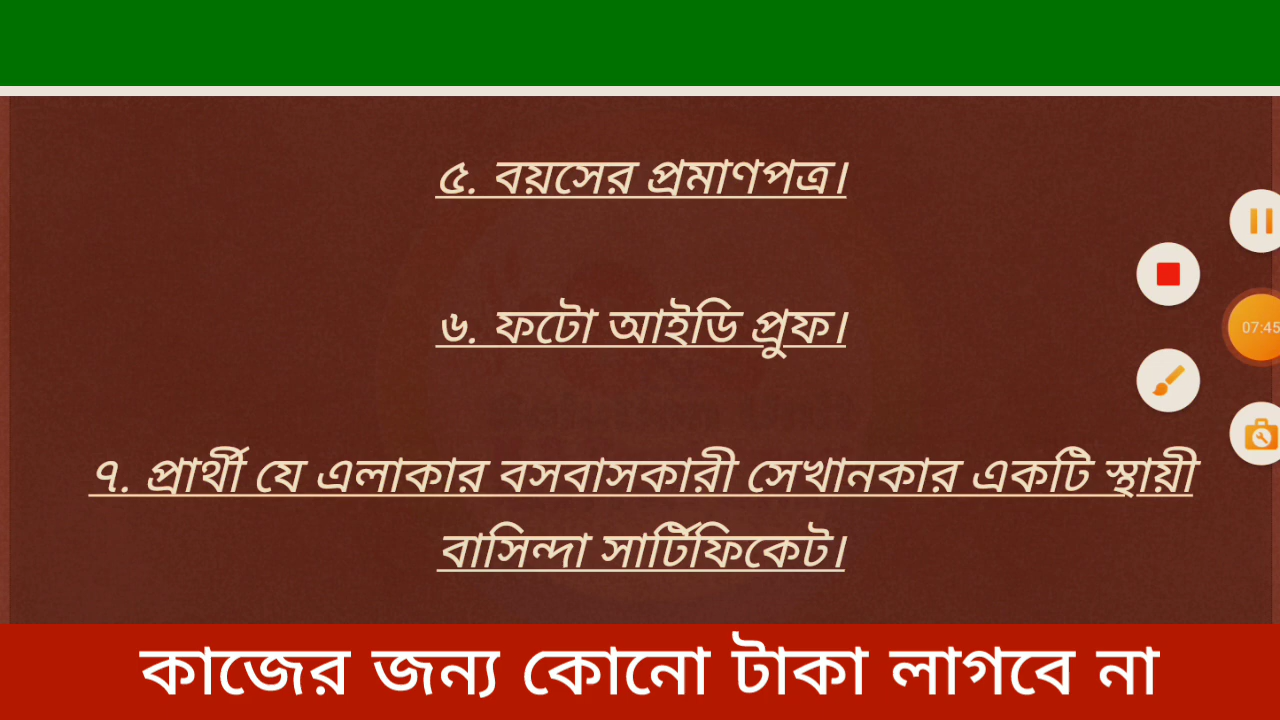 ৫. বয়সের প্রমাণপত্র।
৬. ফটো আইডি প্রুফ।
07:45
৭. প্রার্থী যে এলাকার বসবাসকারী সেখানকার একটি স্থায়ী
বাসিন্দা সার্টিফিকেট।
কাজের জন্য কোনো টাকা লাগবে না